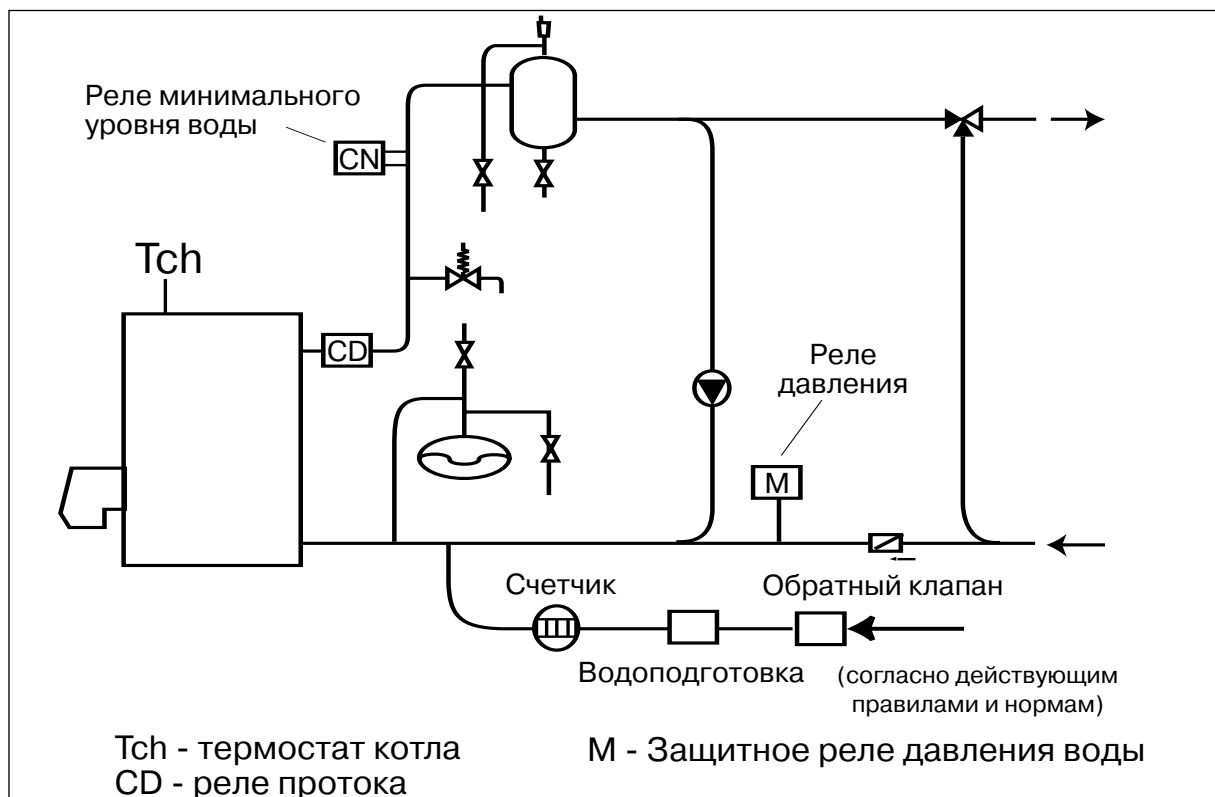 Реле минимального
уровня воды
CN
Tch
CD
Реле
давления
M
Счетчик
Обратный клапан
Водоподготовка
(согласно действующим
правилами и нормам)
Tch - термостат котла
CD - реле протока
M - Защитное реле давления воды